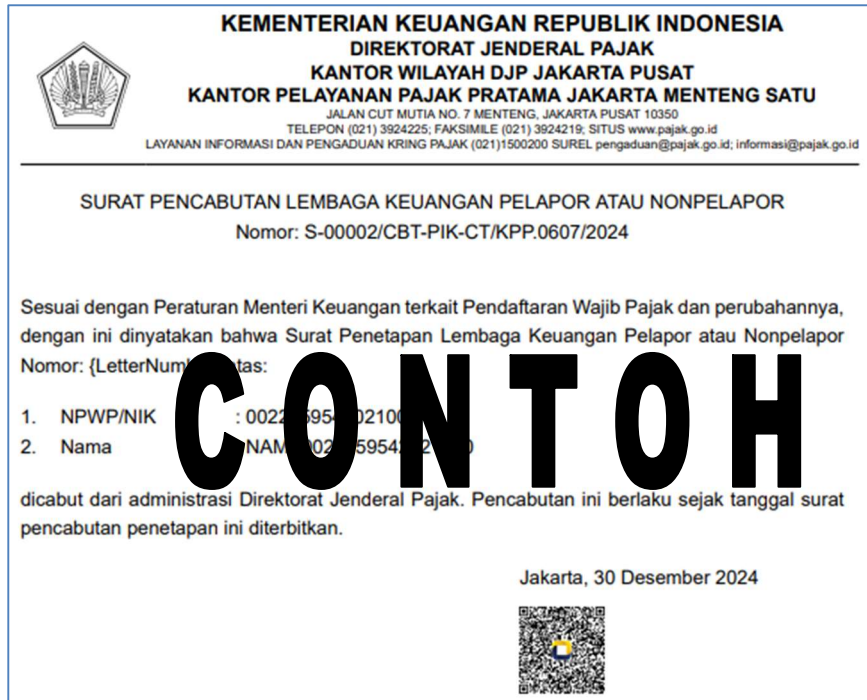 KEMENTERIAN KEUANGAN REPUBLIK INDONESIA
DIREKTORAT JENDERAL PAJAK
KANTOR WILAYAH DJP JAKARTA PUSAT
KANTOR PELAYANAN PAJAK PRATAMA JAKARTA MENTENG SATU
JALAN CUT MUTIA NO. 7 MENTENG, JAKARTA PUSAT 10350
TELEPON (021) 3924225; FAKSIMILE (021) 3924219; SITUS www.pajak.go.id
LAYANAN INFORMASI DAN PENGADUAN KRING PAJAK (021)1500200 SUREL pengaduan@pajak.go.id; informasi@pajak.go.id
SURAT PENCABUTAN LEMBAGA KEUANGAN PELAPOR ATAU NONPELAPOR
Nomor: S-00002/CBT-PIK-CT/KPP.0607/2024
Sesuai dengan Peraturan Menteri Keuangan terkait Pendaftaran Wajib Pajak dan perubahannya,
dengan ini dinyatakan bahwa Surat Penetapan Lembaga Keuangan Pelapor atau Nonpelapor
Nomor:
CONTOH
1. NPWP/NIK :
2. Nama
dicabut dari administrasi Direktorat Jenderal Pajak. Pencabutan ini berlaku sejak tanggal surat
pencabutan penetapan ini diterbitkan.
Jakarta, 30 Desember 2024